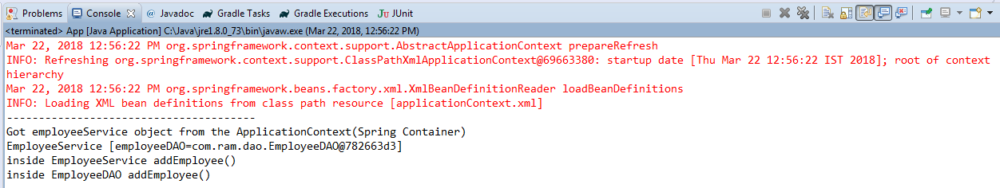 Problems Console Javadoc Gradle Tasks Gradle Executions JUnit
<terminated> App [Java Application] C:\Java\jre1.8.0_73\bin\javaw.exe (Mar 22, 2018, 12:56:22 PM)
Mar 22, 2018 12:56:22 PM org.springframework.context.support.AbstractApplicationContext prepareRefresh
INFO: Refreshing org.springframework.context.support.ClassPathXmlApplicationContext@69663380: startup date [Thu Mar 22 12:56:22 IST 2018]; root of context
hierarchy
Mar 22, 2018 12:56:22 PM org.springframework.beans.factory.xml.XmlBeanDefinitionReader loadBeanDefinitions
INFO: Loading XML bean definitions from class path resource [applicationContext.xml]
---------------------------------------
Got employeeService object from the ApplicationContext(Spring Container)
EmployeeService [employeeDAO=com.ram.dao.EmployeeDAO@782663d3]
inside EmployeeService addEmployee()
inside EmployeeDAO addEmployee()